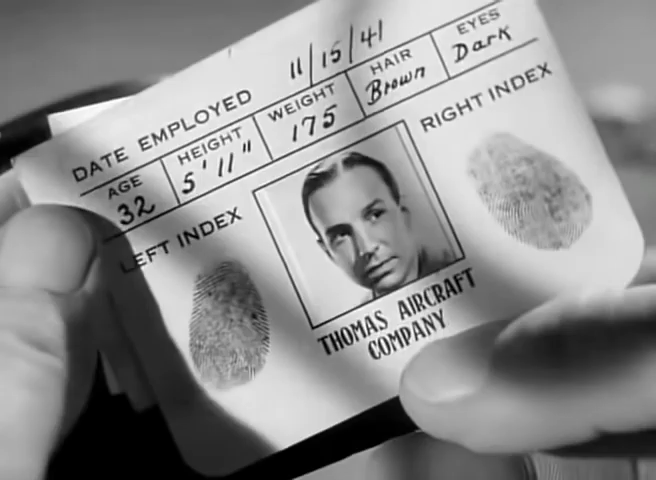 DATE EMPLOYED 11/15/41
AGE HEIGHT WEIGHT HAIR EYES
32 5'11" 175 Brown Dark
LEFT INDEX RIGHT INDEX
THOMAS AIRCRAFT
COMPANY